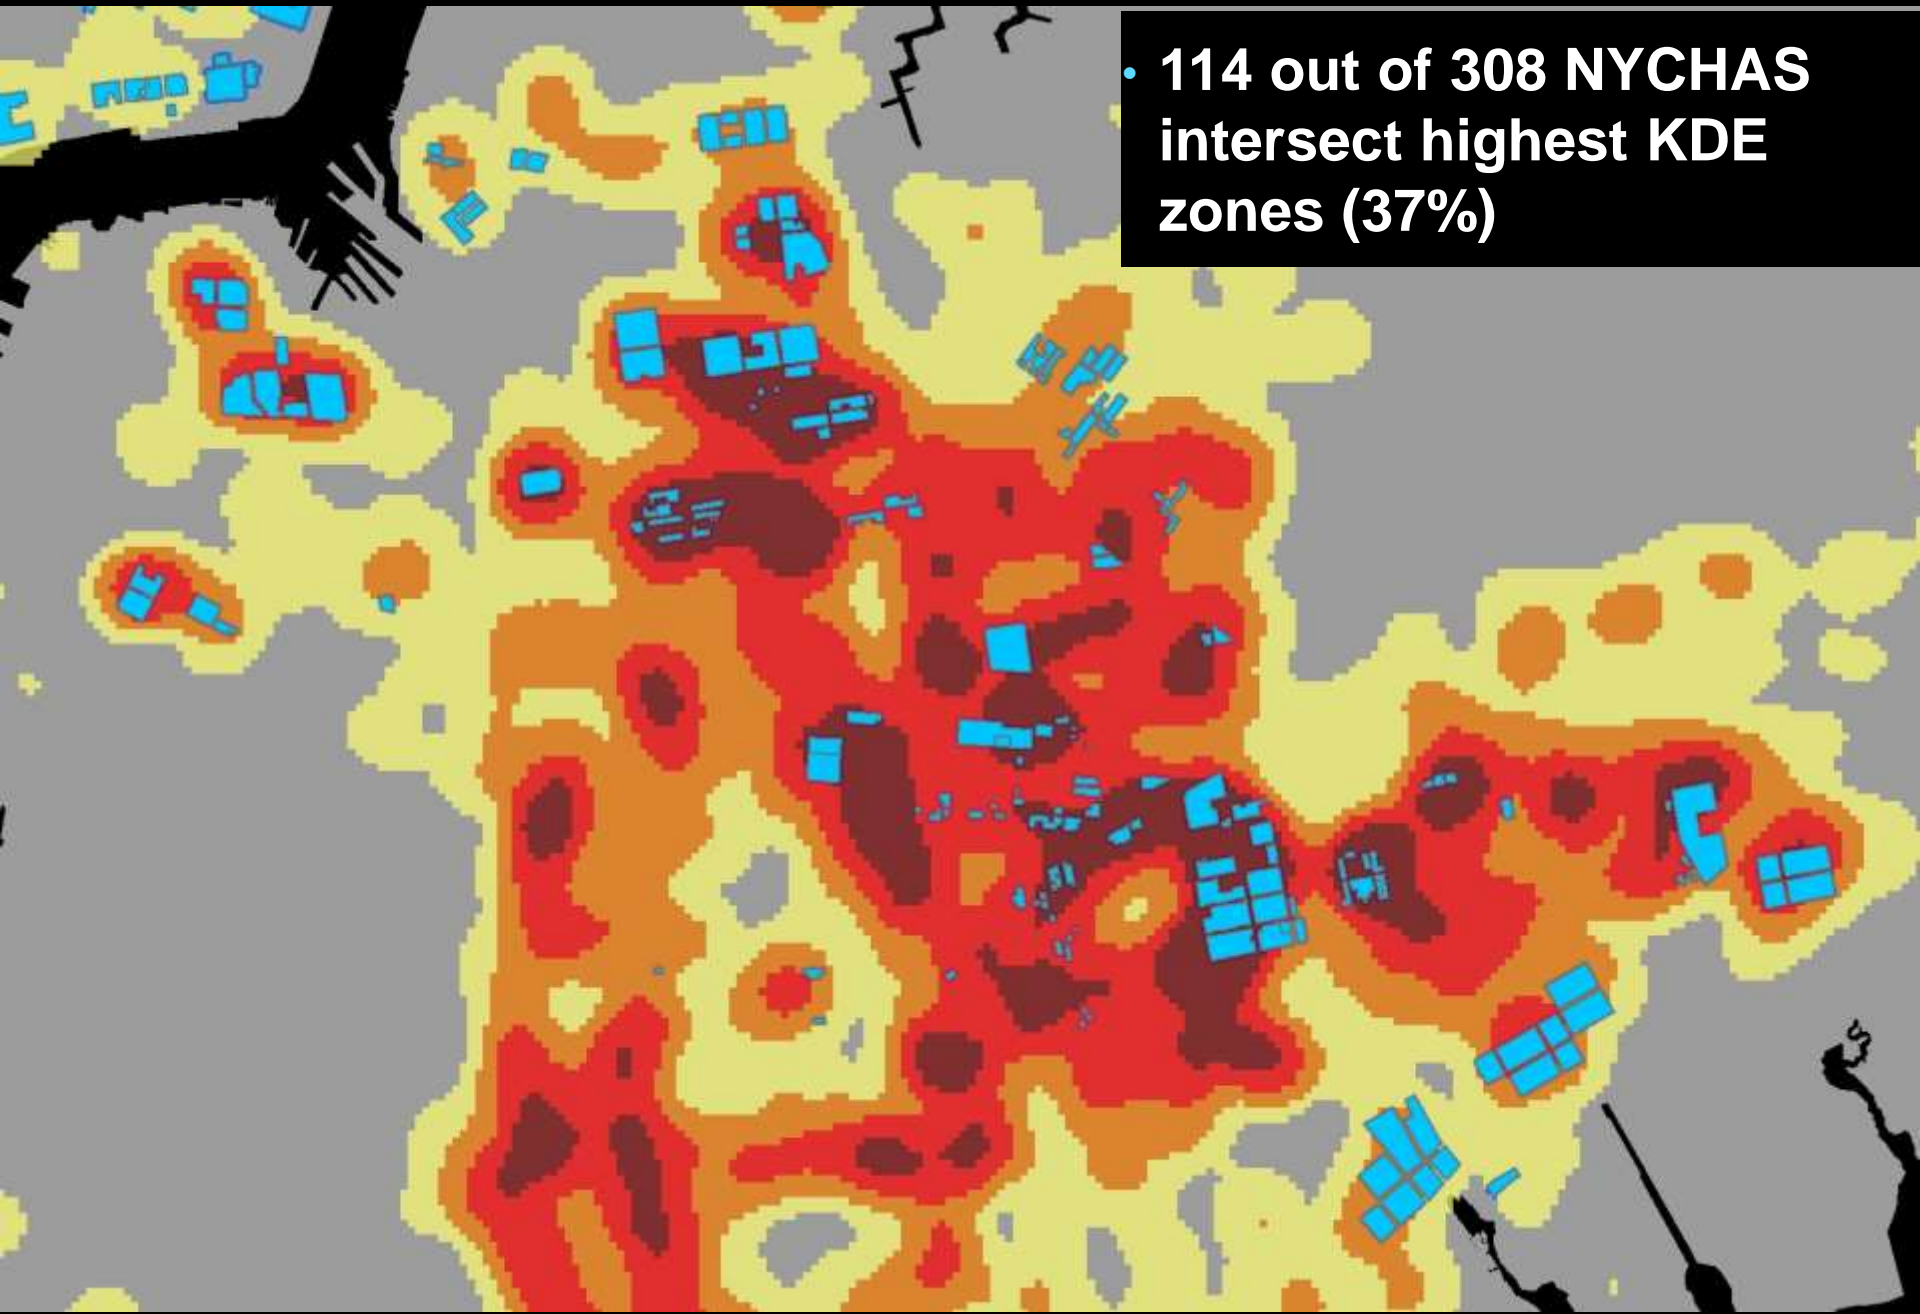 • 114 out of 308 NYCHAS
intersect highest KDE
zones (37%)